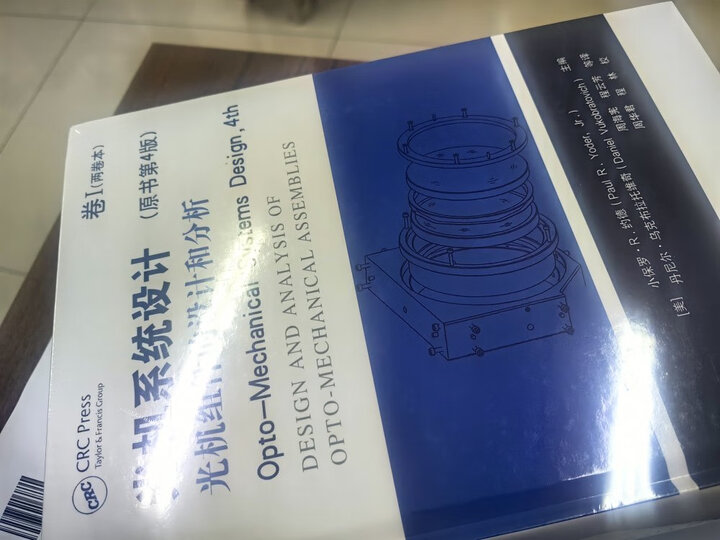 CRC
CRC Press
Taylor & Francis Group
卷I(两卷本)
光机系统设计 (原书第4版)
光机组件的设计和分析
Opto-Mechanical Systems Design, 4th
DESIGN AND ANALYSIS OF
OPTO-MECHANICAL ASSEMBLIES
小保罗·R.约德(Paul R. Yoder, Jr.) 主编
[美] 丹尼尔·乌克布拉托维奇(Daniel Vukobratovich) 等译
周海宪 程云芳
周华君 程林 校